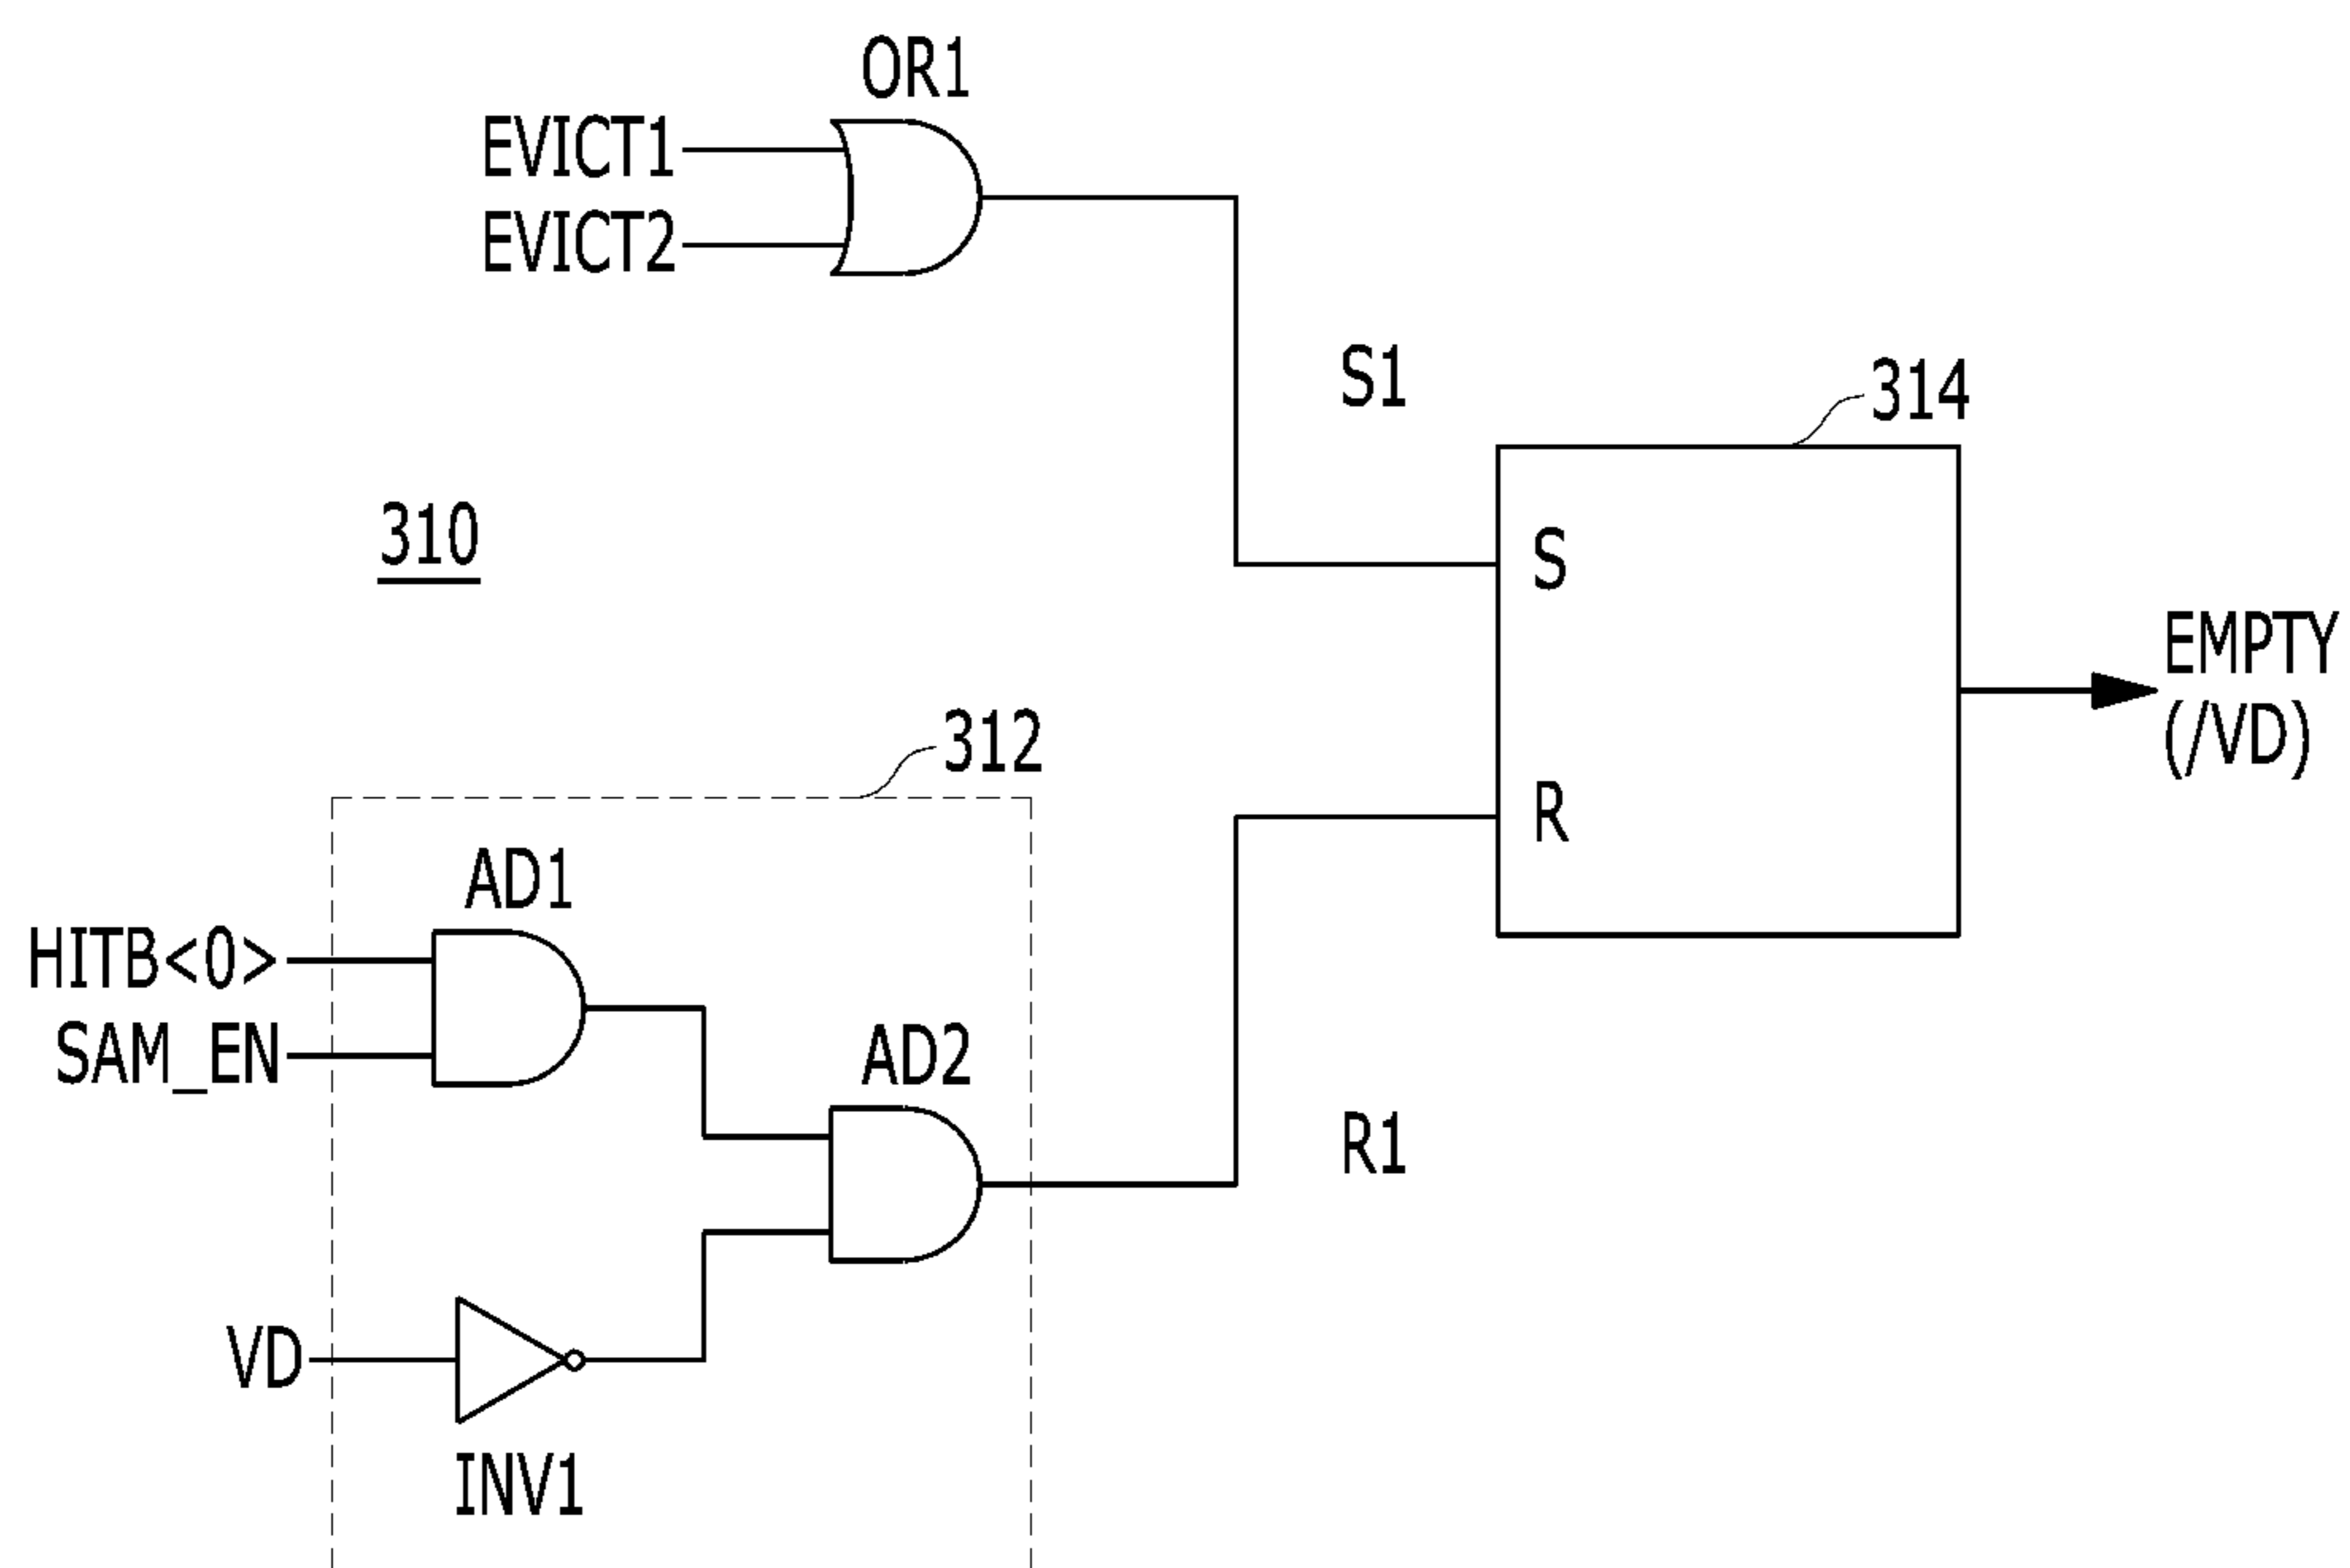 OR1
EVICT1
EVICT2
S1
314
310
S
EMPTY
(/VD)
312
R
AD1
HITB<0>
SAM_EN
AD2
R1
VD
INV1